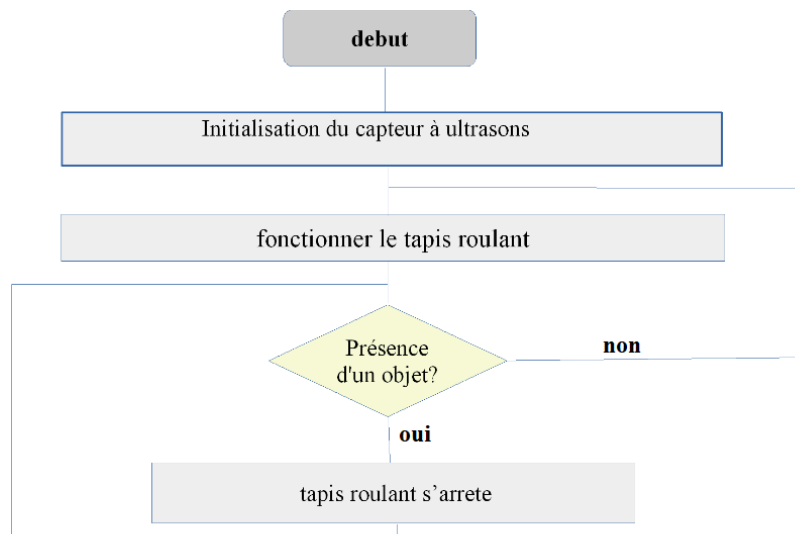 debut
Initialisation du capteur à ultrasons
fonctionner le tapis roulant
Présence
d'un objet?
non
oui
tapis roulant s’arrete